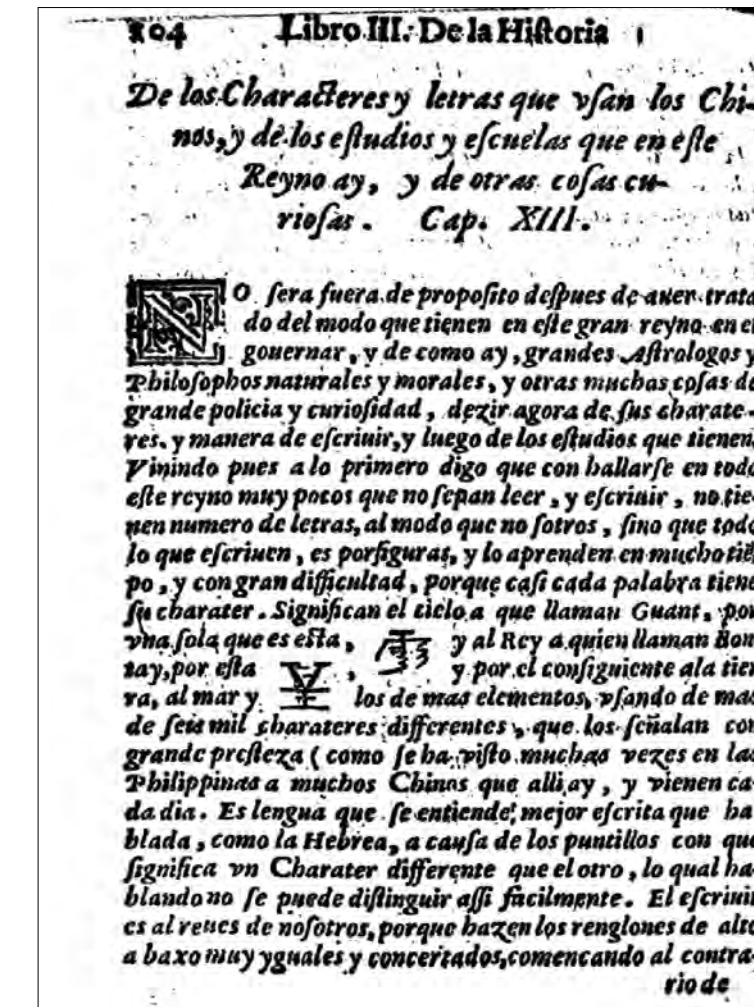 104 Libro III. De la Hiſtoria
De los Characteres y letras que vſan los Chi-
nos, y de los eſtudios y eſcuelas que en eſte
Reyno ay, y de otras coſas cu-
rioſas. Cap. XIII.
NO ſera fuera de propoſito deſpues de auer trata
do del modo que tienen en eſte gran reyno en el
gouernar, y de como ay, grandes Aſtrologos y
Philoſophos naturales y morales, y otras muchas coſas de
grande policia y curioſidad, dezir agora de ſus charate-
res. y manera de eſcriuir, y luego de los eſtudios que tienen.
Vinindo pues a lo primero digo que con hallarſe en todo
eſte reyno muy pocos que no ſepan leer, y eſcriuir, no tie-
nen numero de letras, al modo que no ſotros, ſino que todo
lo que eſcriuen, es por figuras, y lo aprenden en mucho tiẽ
po, y con gran difficultad, porque caſi cada palabra tiene
ſu charater. Significan el cielo a que llaman Guant, por
vna ſola que es eſta, y al Rey a quien llaman Bon
tay, por eſta , y por el conſiguiente a la tier
ra, al mar y los de mas elementos, vſando de mas
de ſeis mil charateres differentes, que los ſeñalan con
grande preſteza (como ſe ha viſto muchas vezes en las
Philippinas a muchos Chinos que alli ay, y vienen ca-
da dia. Es lengua que ſe entiende mejor eſcrita que ha
blada, como la Hebrea, a cauſa de los puntillos con que
ſignifica vn Charater differente que el otro, lo qual ha-
blando no ſe puede diſtinguir aſſi facilmente. El eſcriuir
es al reues de noſotros, porque hazen los renglones de alto
a baxo muy yguales y concertados, comencando al contra-
rio de